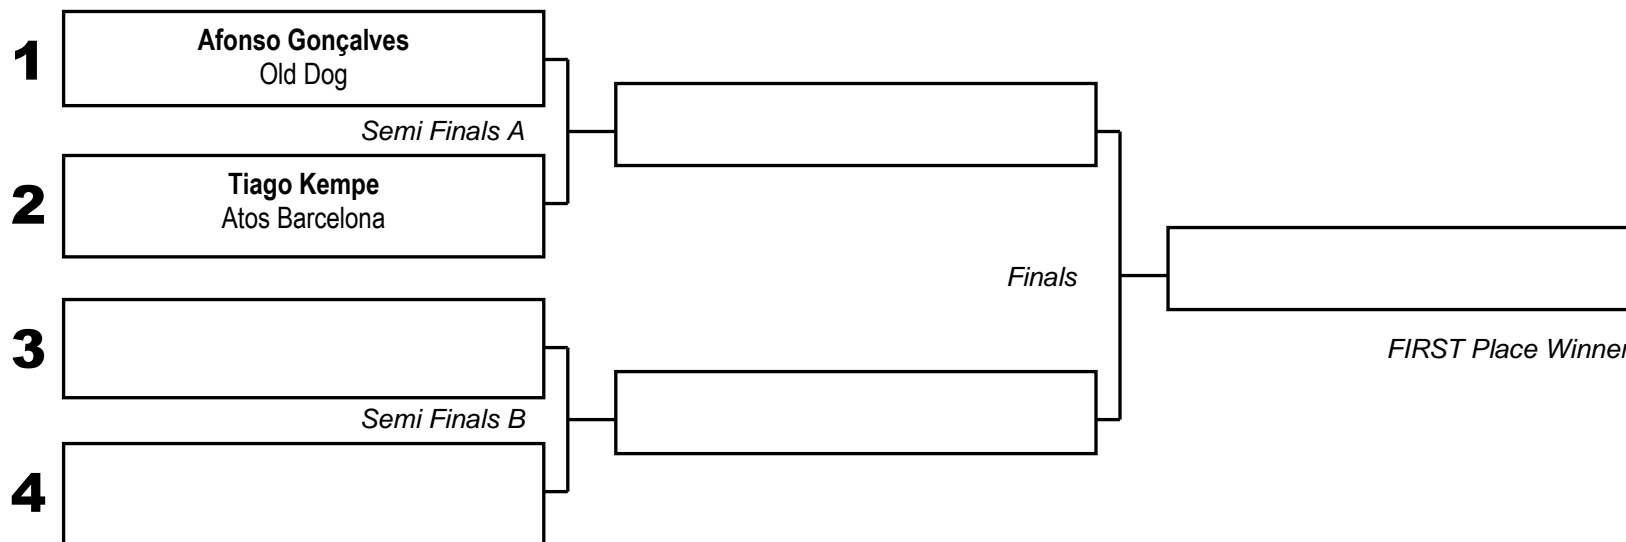 1
Afonso Gonçalves
Old Dog
Semi Finals A
2
Tiago Kempe
Atos Barcelona
Finals
FIRST Place Winner
3
Semi Finals B
4